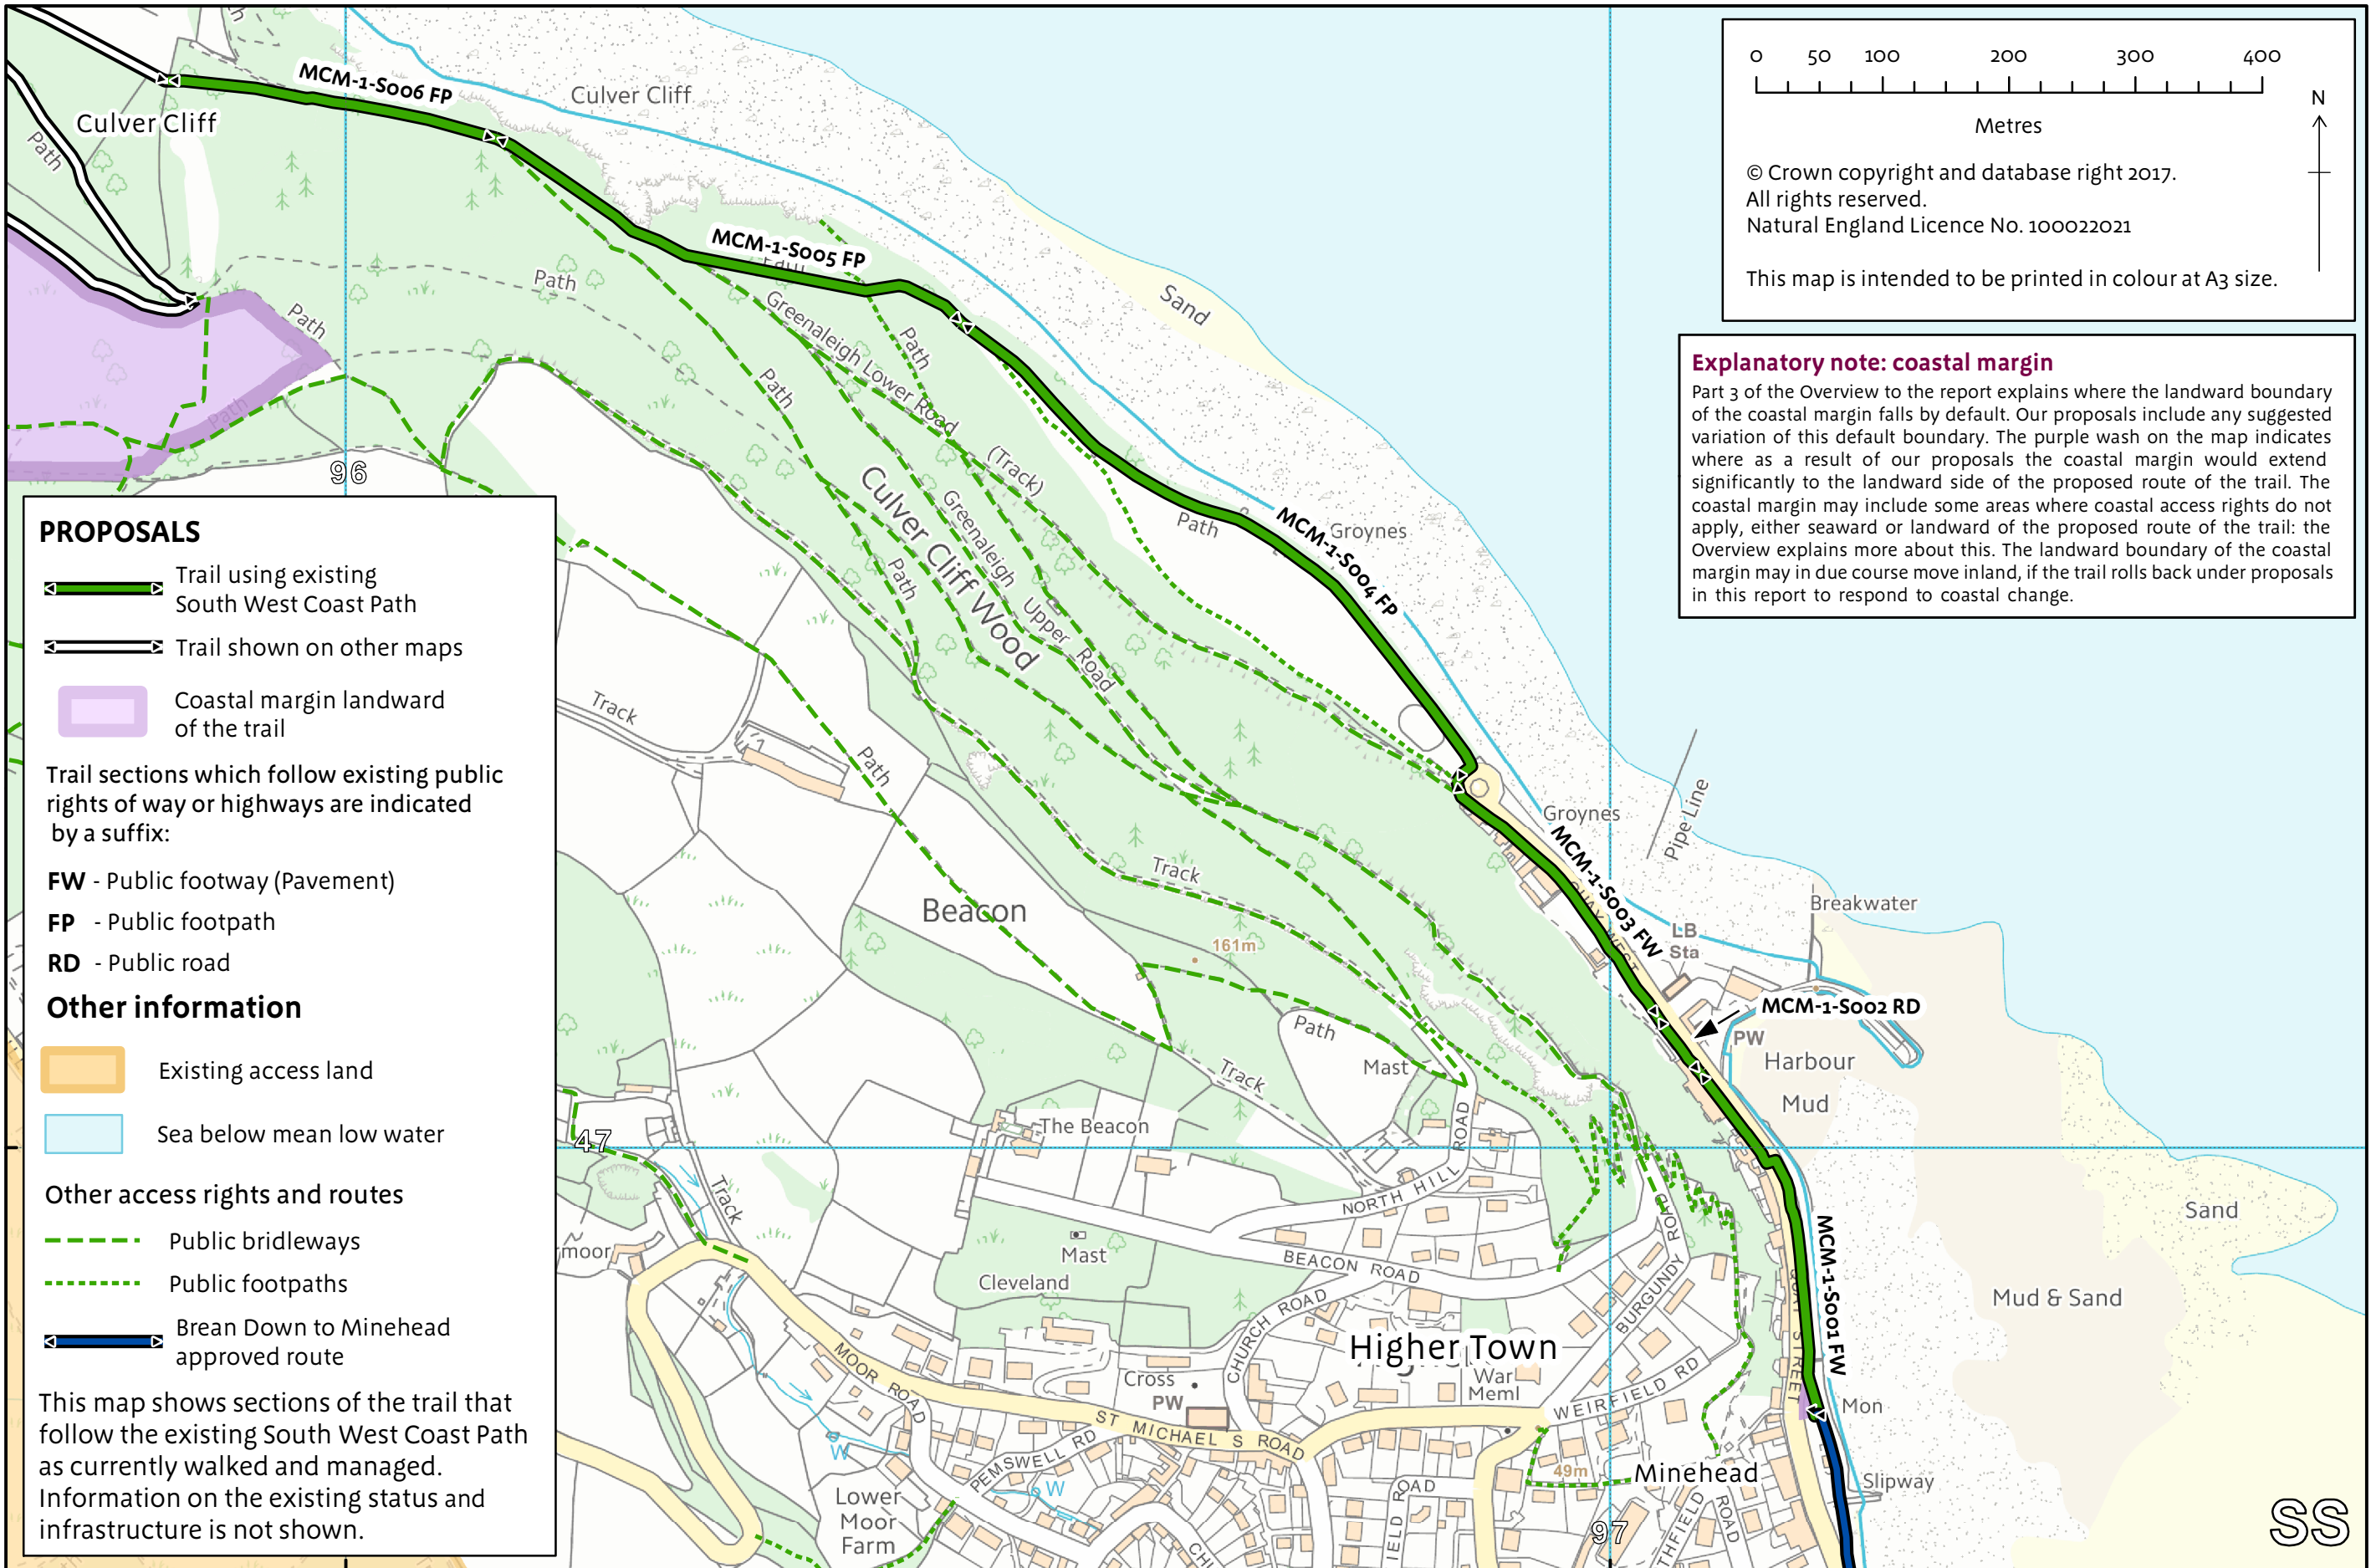 MCM-1-S006 FP
Culver Cliff
Culver Cliff
Path
0 50 100 200 300 400
Metres
N
© Crown copyright and database right 2017.
All rights reserved.
Natural England Licence No. 100022021
This map is intended to be printed in colour at A3 size.
Explanatory note: coastal margin
Part 3 of the Overview to the report explains where the landward boundary
of the coastal margin falls by default. Our proposals include any suggested
variation of this default boundary. The purple wash on the map indicates
where as a result of our proposals the coastal margin would extend
significantly to the landward side of the proposed route of the trail. The
coastal margin may include some areas where coastal access rights do not
apply, either seaward or landward of the proposed route of the trail: the
Overview explains more about this. The landward boundary of the coastal
margin may in due course move inland, if the trail rolls back under proposals
in this report to respond to coastal change.
MCM-1-S005 FP
Path
Path
Path
Path
Sand
Greenaleigh Lower Road
(Track)
Path
Path
96
Culver Cliff Wood
Greenaleigh Upper Road
Path
Path
MCM-1-S004 FP
Groynes
PROPOSALS
Trail using existing
South West Coast Path
Trail shown on other maps
Coastal margin landward
of the trail
Trail sections which follow existing public
rights of way or highways are indicated
by a suffix:
FW - Public footway (Pavement)
FP - Public footpath
RD - Public road
Other information
Existing access land
Sea below mean low water
Other access rights and routes
Public bridleways
Public footpaths
Brean Down to Minehead
approved route
This map shows sections of the trail that
follow the existing South West Coast Path
as currently walked and managed.
Information on the existing status and
infrastructure is not shown.
Track
Path
Groynes
Pipe Line
MCM-1-S003 FW
QUAY WEST
Track
Beacon
161m
Breakwater
LB
Sta
MCM-1-S002 RD
PW
Harbour
Mud
Path
Mast
Track
The Beacon
47
Track
NORTH HILL ROAD
BEACON ROAD
Mast
Cleveland
moor
CHURCH ROAD
BURGUNDY ROAD
Sand
Mud & Sand
MCM-1-S001 FW
QUAY STREET
Higher Town
MOOR ROAD
Cross
PW
War
Meml
WEIRFIELD RD
ST MICHAEL S ROAD
Mon
PEMSWELL RD
W
W
49m
Minehead
Slipway
Lower
Moor
Farm
IELD ROAD
97
THFIELD ROAD
SS